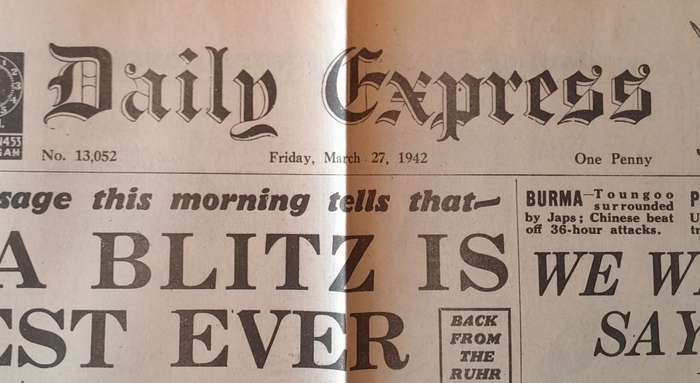 Daily Express
No. 13,052 Friday, March 27, 1942 One Penny
sage this morning tells that—
A BLITZ IS
EST EVER
BACK
FROM
THE
RUHR
BURMA—Toungoo
surrounded
by Japs; Chinese beat
off 36-hour attacks.
WE W
SAY